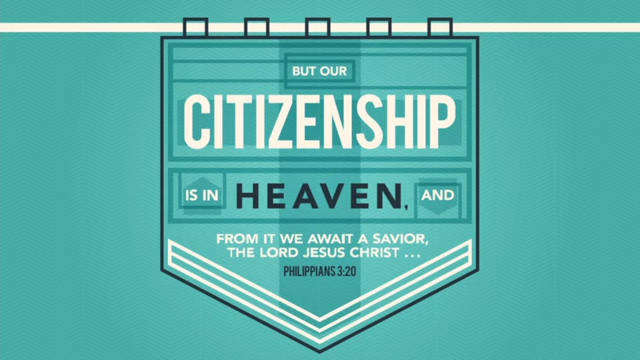 BUT OUR
CITIZENSHIP
IS IN HEAVEN, AND
FROM IT WE AWAIT A SAVIOR,
THE LORD JESUS CHRIST ...
PHILIPPIANS 3:20